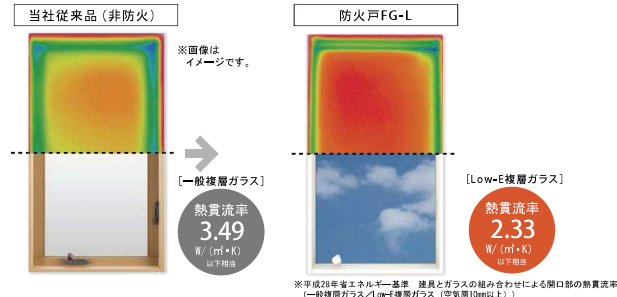 当社従来品（非防火）
防火戸FG-L
※画像は
イメージです。
[一般複層ガラス]
熱貫流率
3.49
W/（㎡・K）
以下相当
[Low-E複層ガラス]
熱貫流率
2.33
W/（㎡・K）
以下相当
※平成28年省エネルギー基準　建具とガラスの組み合わせによる開口部の熱貫流率
（一般複層ガラス／Low-E複層ガラス（空気層10mm以上））